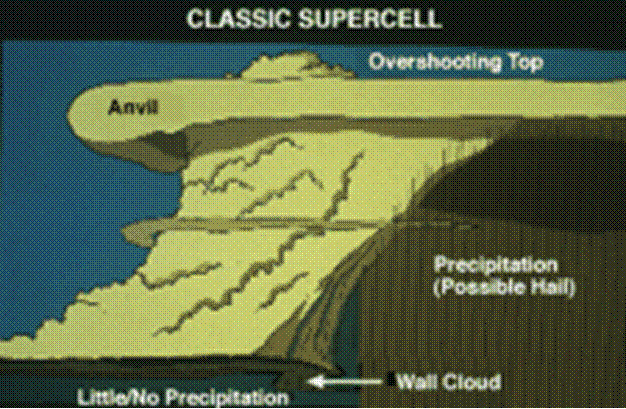 CLASSIC SUPERCELL
Overshooting Top
Anvil
Precipitation
(Possible Hail)
Wall Cloud
Little/No Precipitation